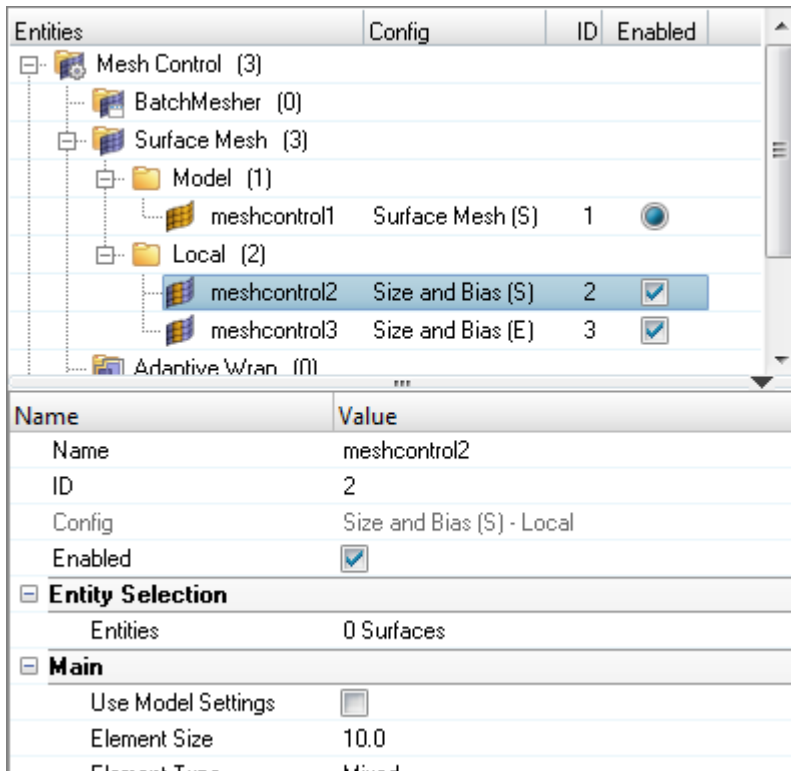 Entities Config ID Enabled
Mesh Control (3)
BatchMesher (0)
Surface Mesh (3)
Model (1)
meshcontrol1 Surface Mesh (S) 1
Local (2)
meshcontrol2 Size and Bias (S) 2
meshcontrol3 Size and Bias (E) 3
Adaptive Wrap (0)
Name Value
Name meshcontrol2
ID 2
Config Size and Bias (S) - Local
Enabled
Entity Selection
Entities 0 Surfaces
Main
Use Model Settings
Element Size 10.0
Element Type Mixed